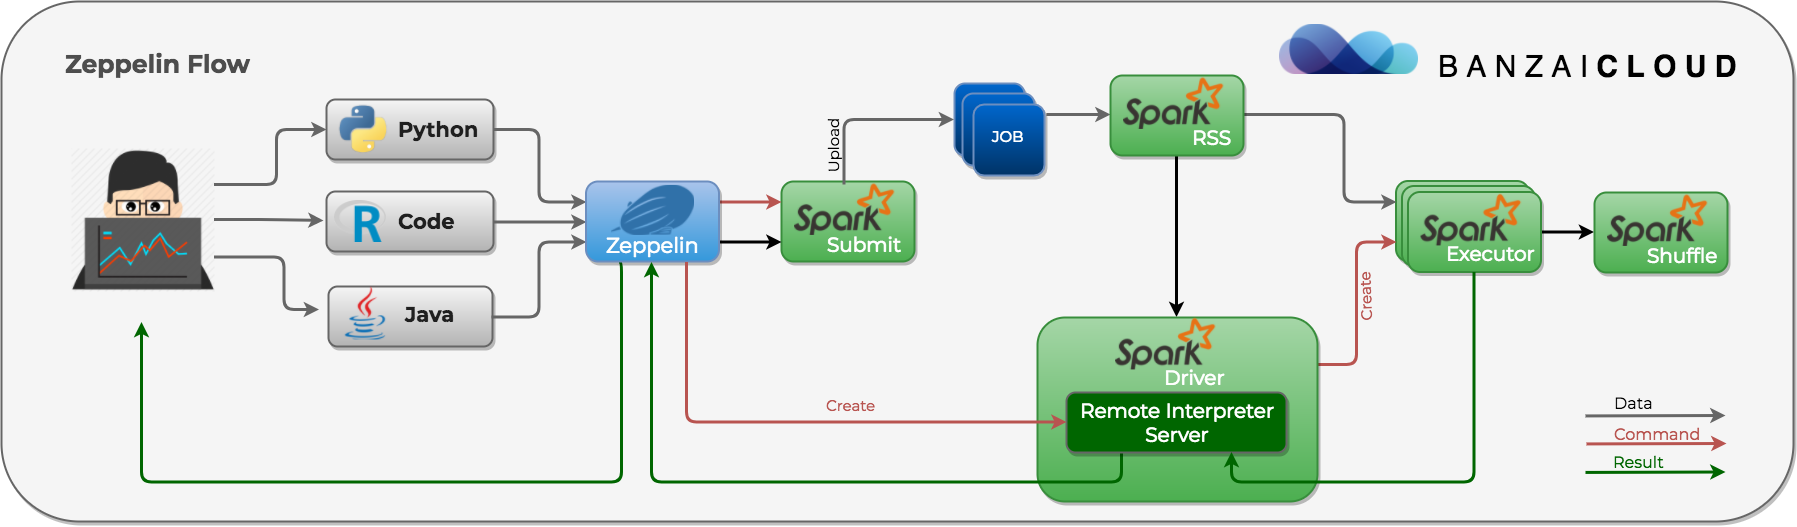 Zeppelin Flow
BANZAICLOUD
Python
R
Code
Java
Zeppelin
Spark
Submit
Upload
JOB
Spark
RSS
Spark
Executor
Spark
Shuffle
Create
Spark
Driver
Remote Interpreter
Server
Create
Data
Command
Result